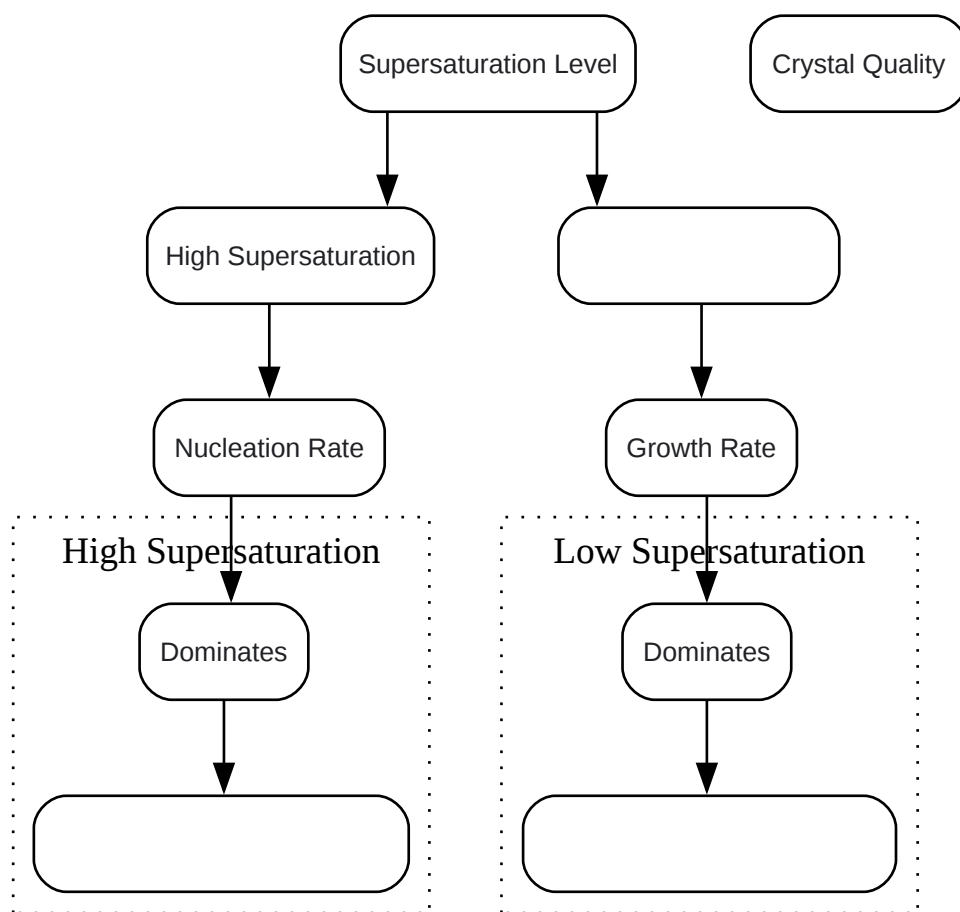 Supersaturation Level
Crystal Quality
High Supersaturation
Nucleation Rate
Growth Rate
High Supersaturation
Low Supersaturation
Dominates
Dominates